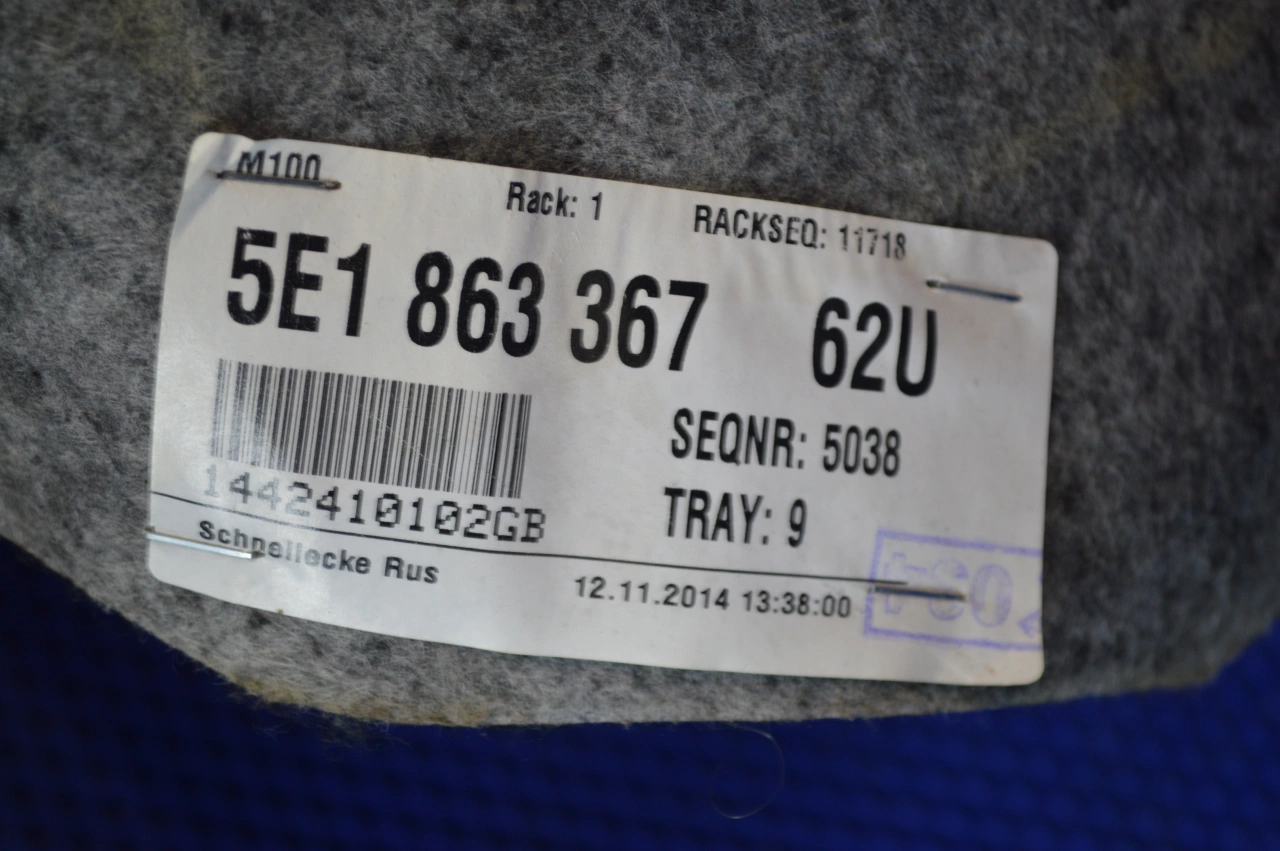 M100
Rack: 1 RACKSEQ: 11718
5E1 863 367 62U
SEQNR: 5038
1442410102GB
TRAY: 9
Schnellecke Rus
12.11.2014 13:38:00
034